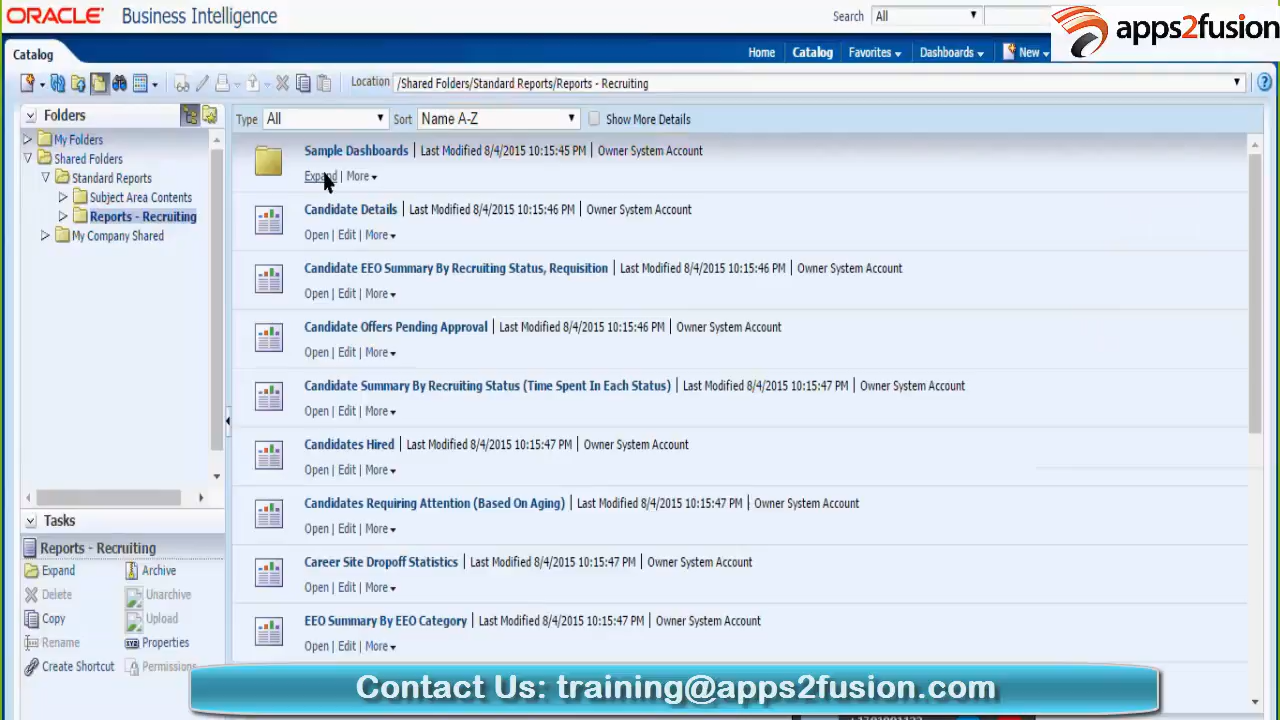 ORACLE Business Intelligence
Search All
apps2fusion
Catalog
Home Catalog Favorites Dashboards New
Location /Shared Folders/Standard Reports/Reports - Recruiting
Folders
My Folders
Shared Folders
Standard Reports
Subject Area Contents
Reports - Recruiting
My Company Shared
Type All Sort Name A-Z Show More Details
Sample Dashboards | Last Modified 8/4/2015 10:15:45 PM | Owner System Account
Expand | More
Candidate Details | Last Modified 8/4/2015 10:15:46 PM | Owner System Account
Open | Edit | More
Candidate EEO Summary By Recruiting Status, Requisition | Last Modified 8/4/2015 10:15:46 PM | Owner System Account
Open | Edit | More
Candidate Offers Pending Approval | Last Modified 8/4/2015 10:15:46 PM | Owner System Account
Open | Edit | More
Candidate Summary By Recruiting Status (Time Spent In Each Status) | Last Modified 8/4/2015 10:15:47 PM | Owner System Account
Open | Edit | More
Candidates Hired | Last Modified 8/4/2015 10:15:47 PM | Owner System Account
Open | Edit | More
Candidates Requiring Attention (Based On Aging) | Last Modified 8/4/2015 10:15:47 PM | Owner System Account
Open | Edit | More
Career Site Dropoff Statistics | Last Modified 8/4/2015 10:15:47 PM | Owner System Account
Open | Edit | More
EEO Summary By EEO Category | Last Modified 8/4/2015 10:15:47 PM | Owner System Account
Open | Edit | More
Tasks
Reports - Recruiting
Expand Archive
Delete Unarchive
Copy Upload
Rename Properties
Create Shortcut Permissions
Contact Us: training@apps2fusion.com